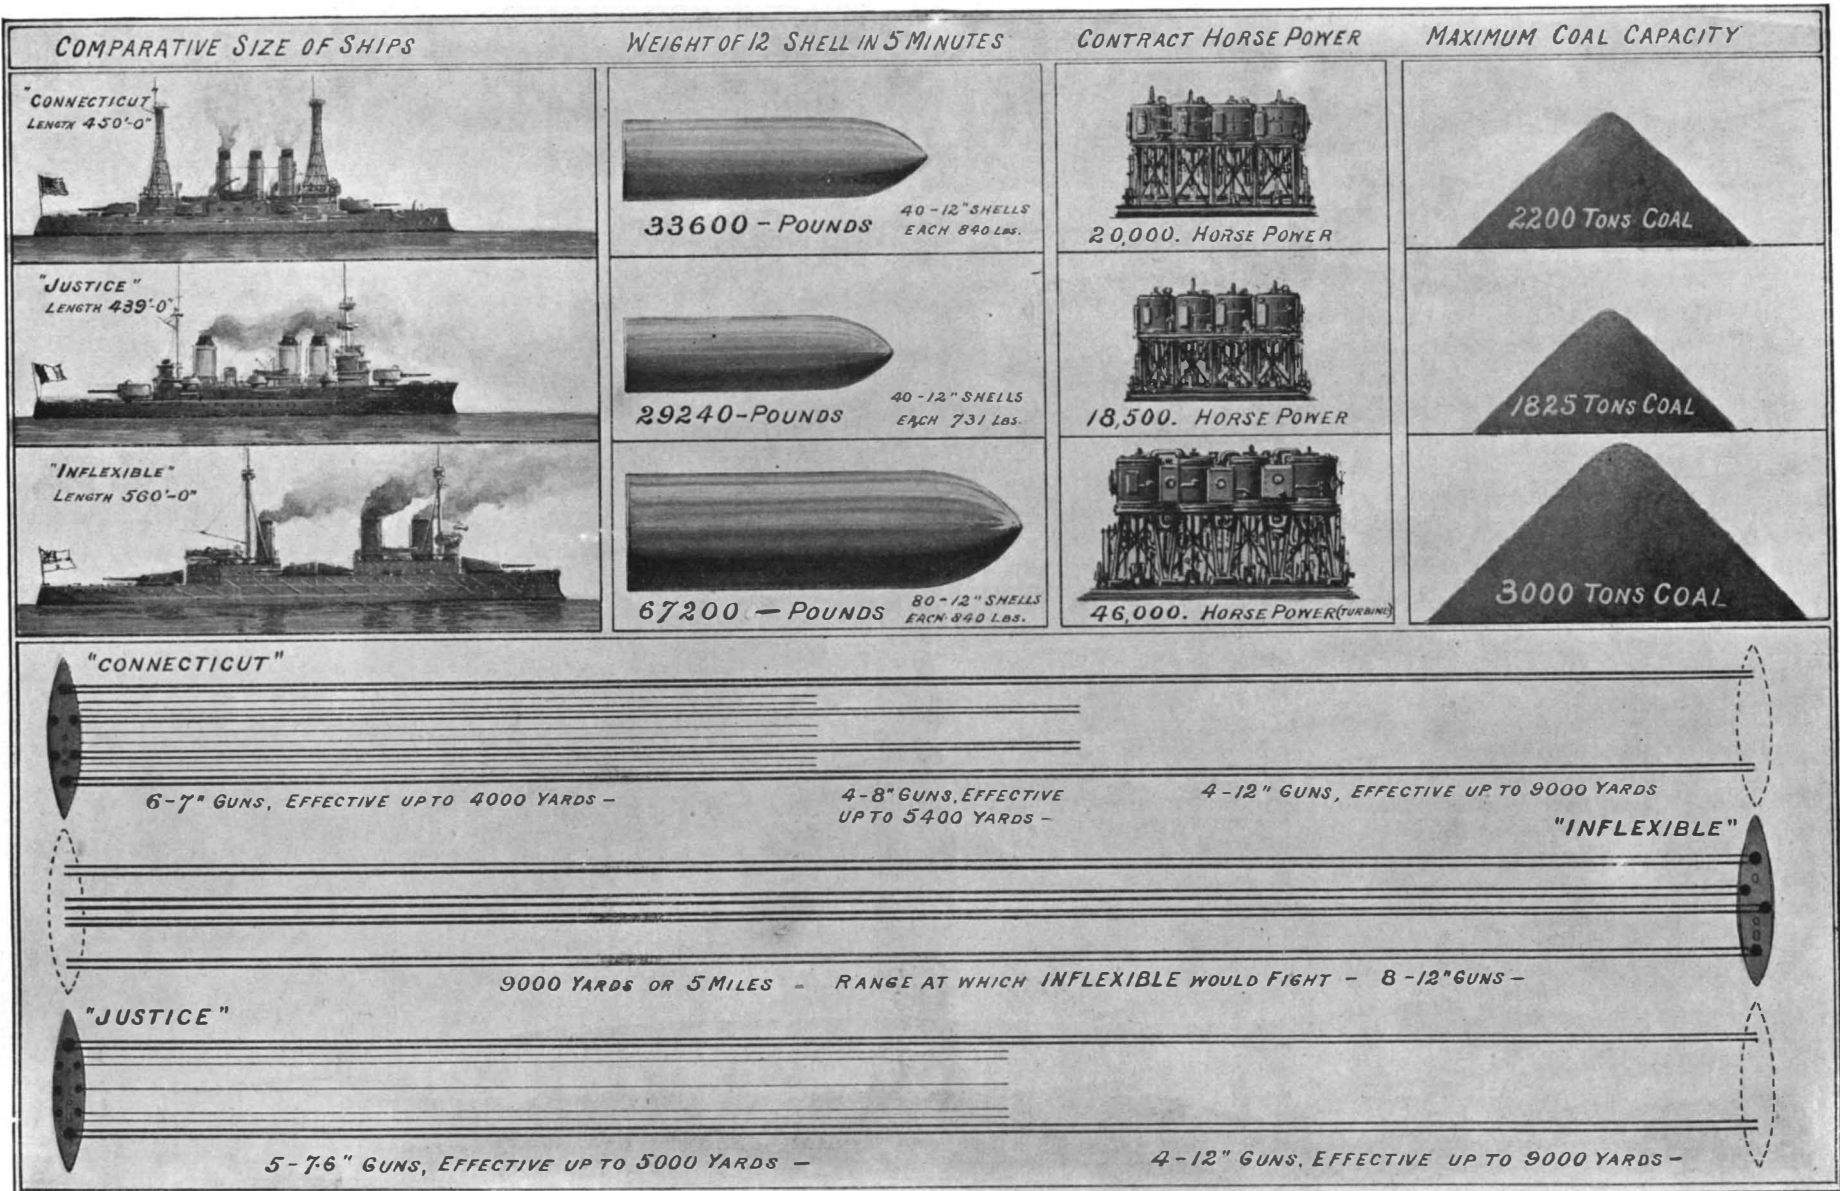 COMPARATIVE SIZE OF SHIPS
WEIGHT OF 12 SHELL IN 5 MINUTES
CONTRACT HORSE POWER
MAXIMUM COAL CAPACITY
"CONNECTICUT
LENGTH 450'-0"
33600 - POUNDS
40-12" SHELLS
EACH 840 LBS.
20,000. HORSE POWER
2200 TONS COAL
"JUSTICE"
LENGTH 439'-0"
29240-POUNDS
40-12" SHELLS
EACH 731 LBS.
18,500. HORSE POWER
1825 TONS COAL
"INFLEXIBLE"
LENGTH 560'-0"
67200 - POUNDS
80-12" SHELLS
EACH 840 LBS.
46,000. HORSE POWER (TURBINE)
3000 TONS COAL
"CONNECTICUT"
6-7" GUNS, EFFECTIVE UP TO 4000 YARDS -
4-8" GUNS, EFFECTIVE
UP TO 5400 YARDS -
4-12" GUNS, EFFECTIVE UP TO 9000 YARDS
"INFLEXIBLE"
9000 YARDS OR 5 MILES - RANGE AT WHICH INFLEXIBLE WOULD FIGHT - 8-12" GUNS -
"JUSTICE"
5-7.6" GUNS, EFFECTIVE UP TO 5000 YARDS -
4-12" GUNS, EFFECTIVE UP TO 9000 YARDS -